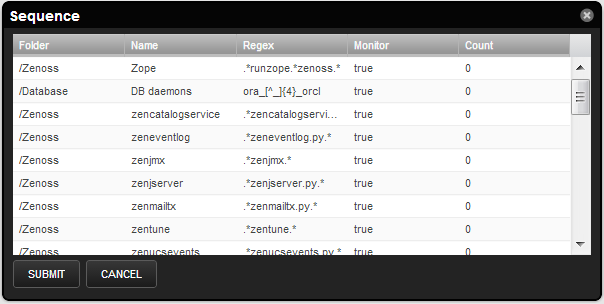 Sequence
Folder Name Regex Monitor Count
/Zenoss Zope .*runzope.*zenoss.* true 0
/Database DB daemons ora_[^_]{4}_orcl true 0
/Zenoss zencatalogservice .*zencatalogservi... true 0
/Zenoss zeneventlog .*zeneventlog.py.* true 0
/Zenoss zenjmx .*zenjmx.* true 0
/Zenoss zenjserver .*zenjserver.py.* true 0
/Zenoss zenmailtx .*zenmailtx.py.* true 0
/Zenoss zentune .*zentune.* true 0
/Zenoss zenucsevents .*zenucsevents.py.* true 0
SUBMIT CANCEL